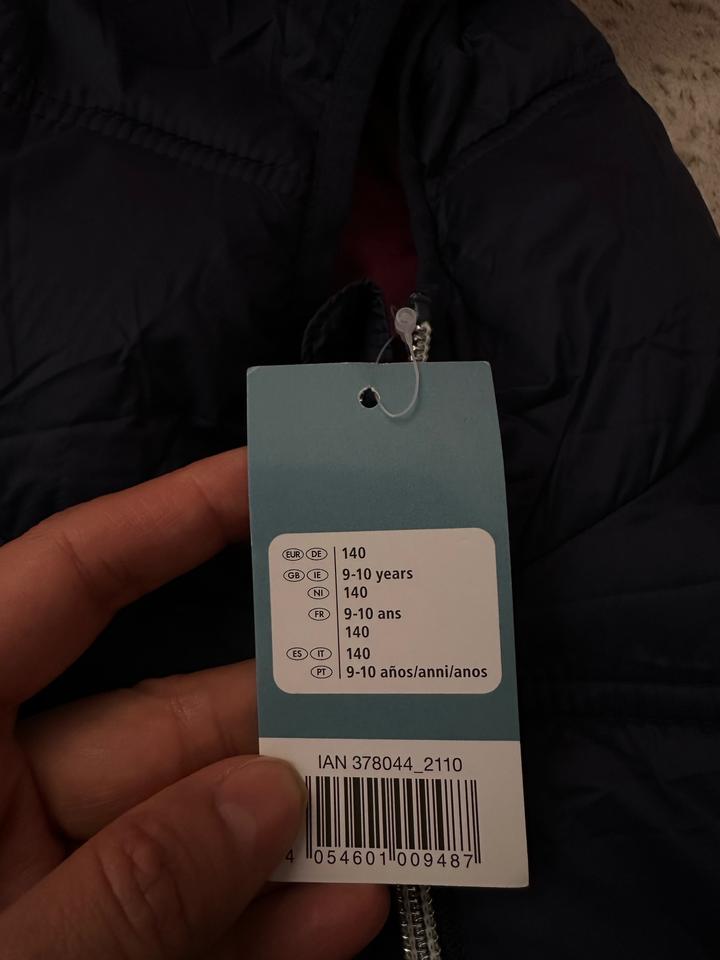 EUR DE 140
GB IE 9-10 years
NI 140
FR 9-10 ans
140
ES IT 140
PT 9-10 años/anni/anos
IAN 378044_2110
4 054601 009487